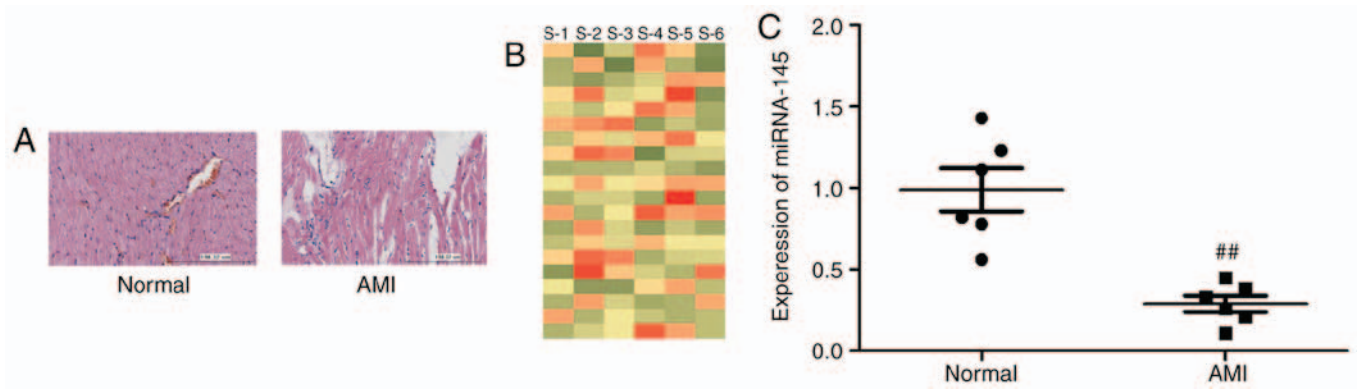 A
Normal
AMI
B
S-1 S-2 S-3 S-4 S-5 S-6
C
Experession of miRNA-145
2.0
1.5
1.0
0.5
0.0
##
Normal
AMI